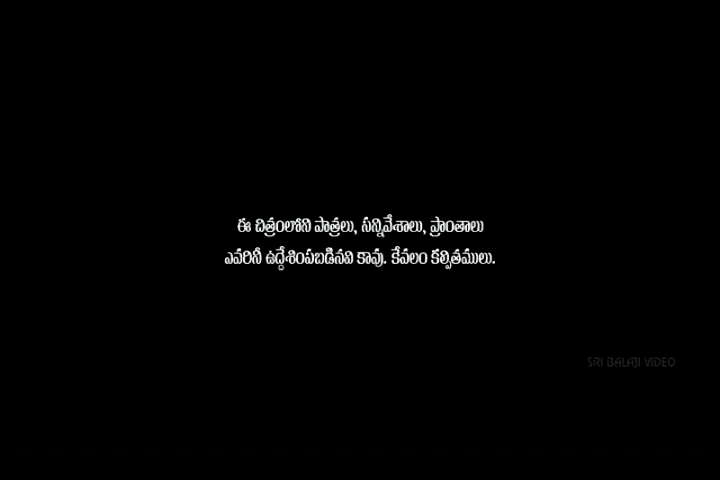 ఈ చిత్రంలోని పాత్రలు, సన్నివేశాలు, ప్రాంతాలు
ఎవరినీ ఉద్దేశింపబడినవి కావు. కేవలం కల్పితములు.
SRI BALAJI VIDEO